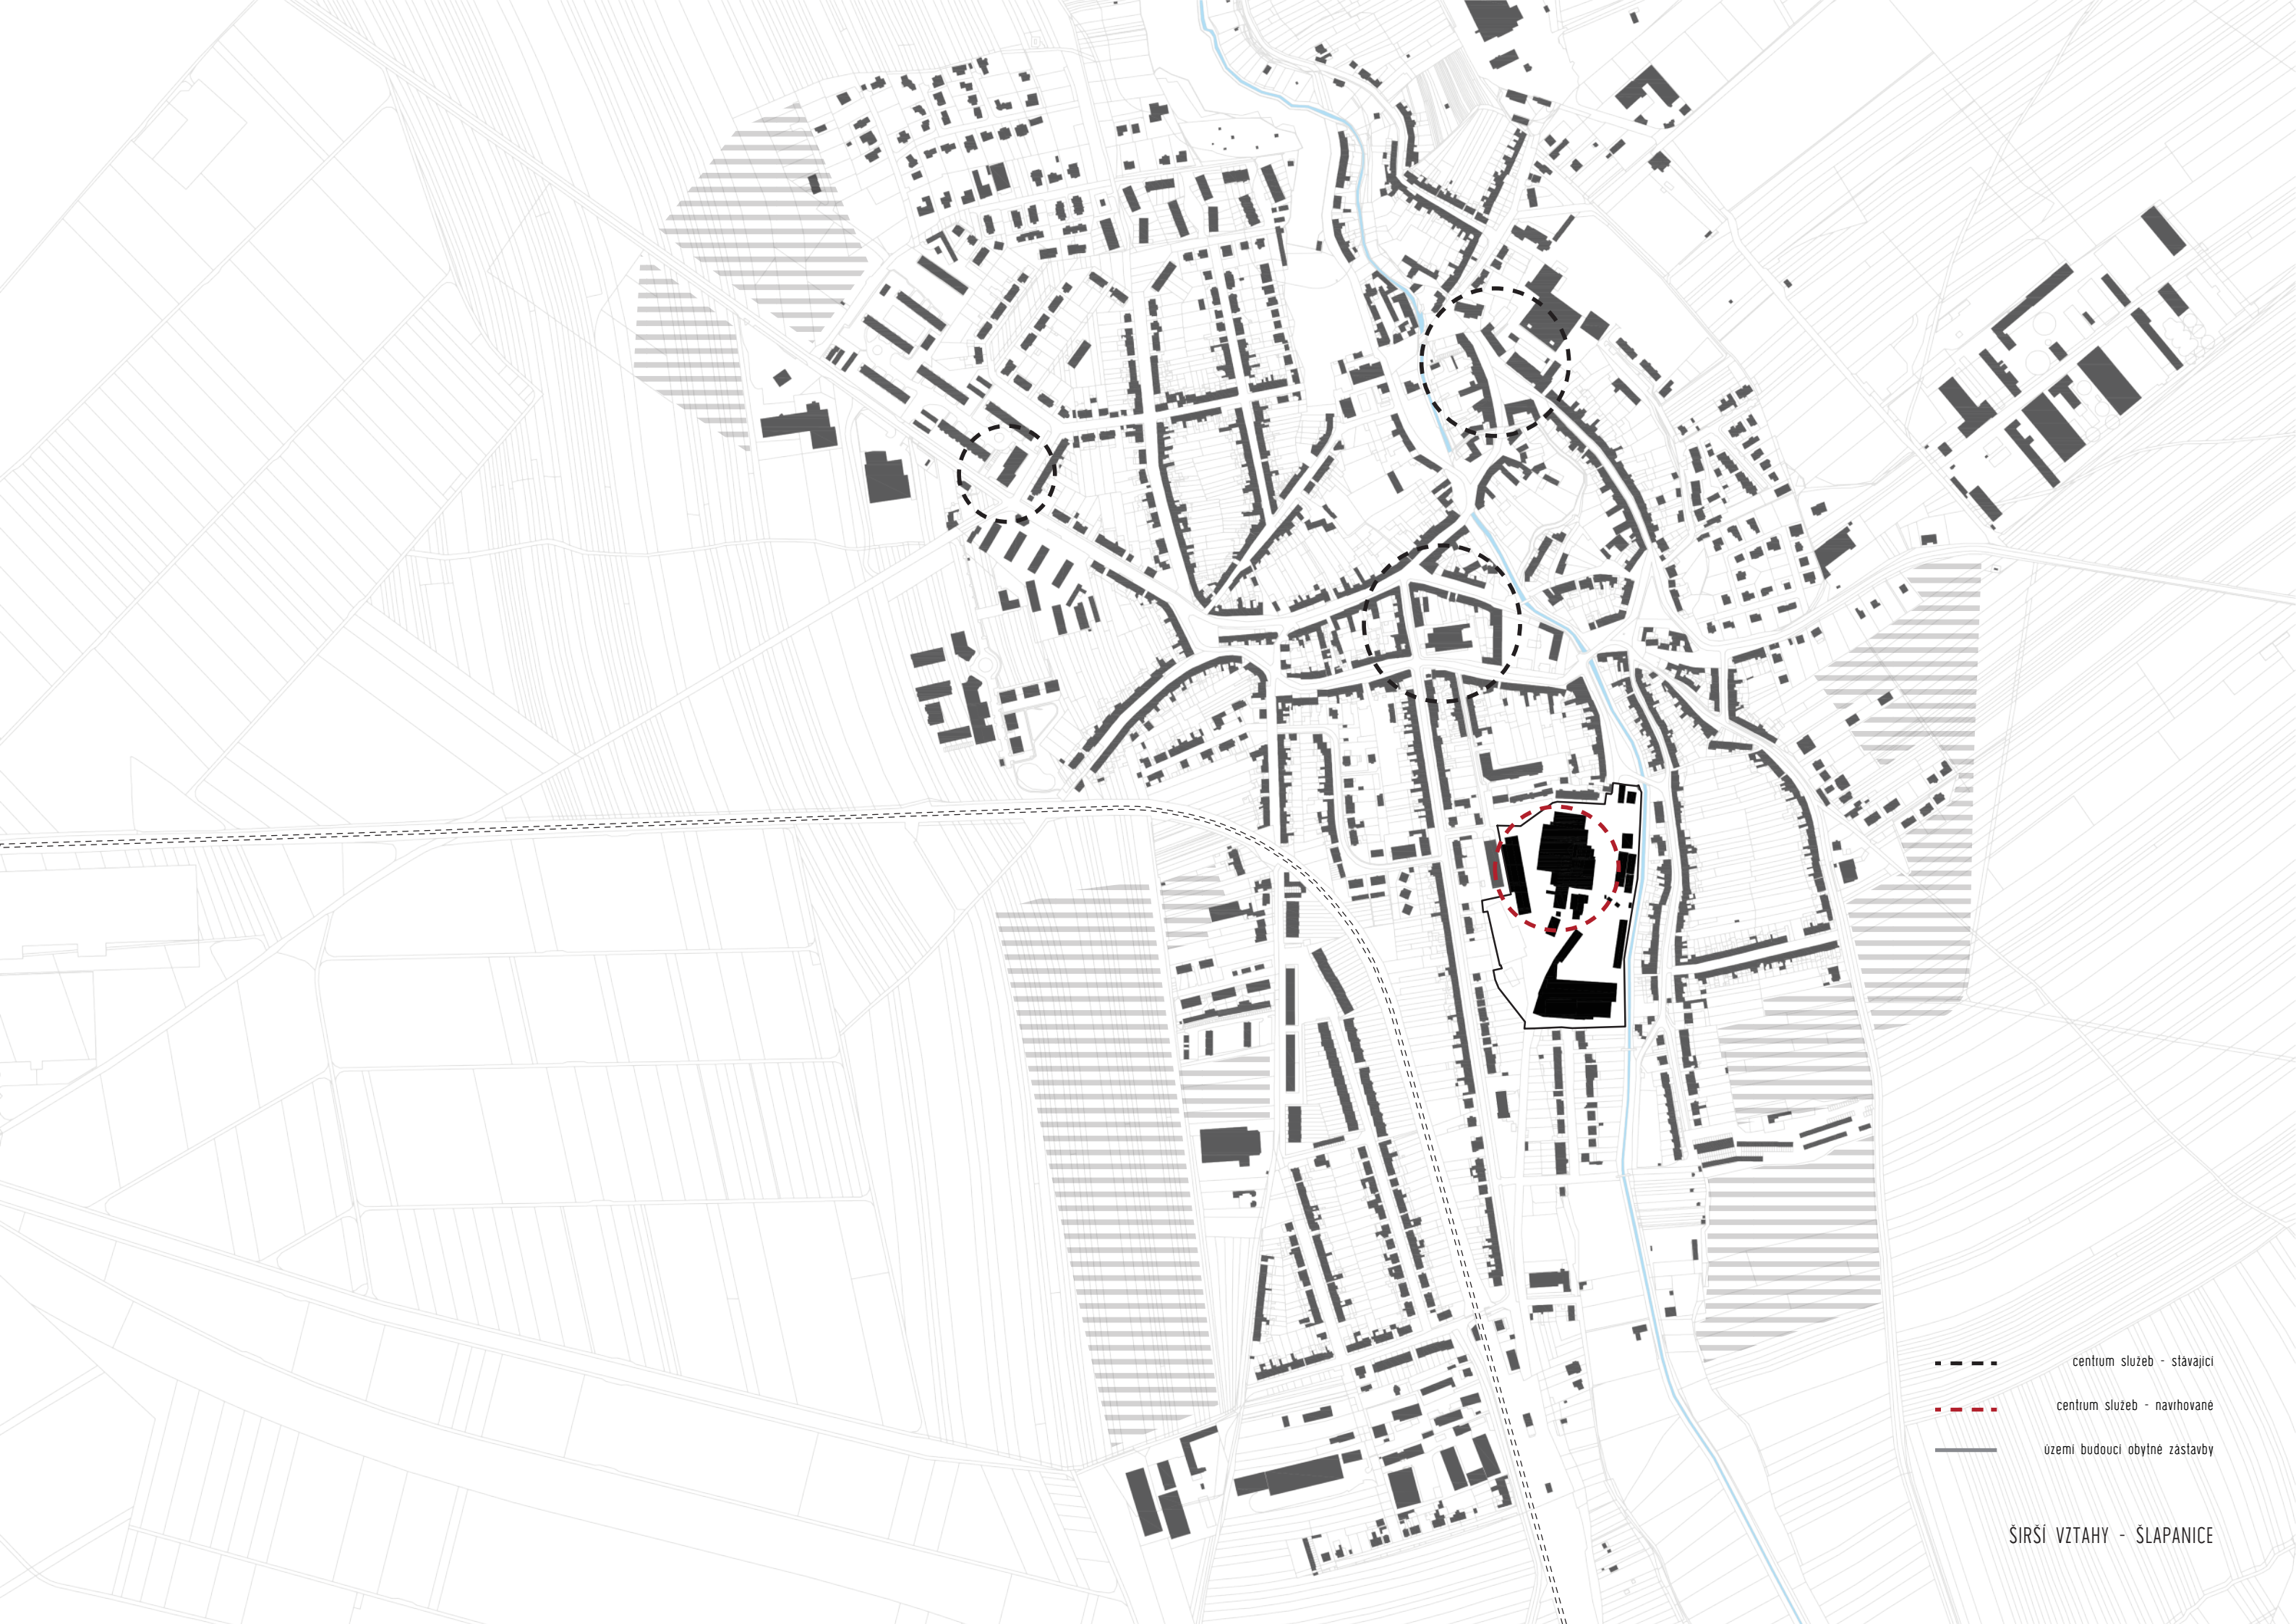 centrum služeb - stávající
centrum služeb - navrhované
území budoucí obytné zástavby
ŠIRŠÍ VZTAHY - ŠLAPANICE